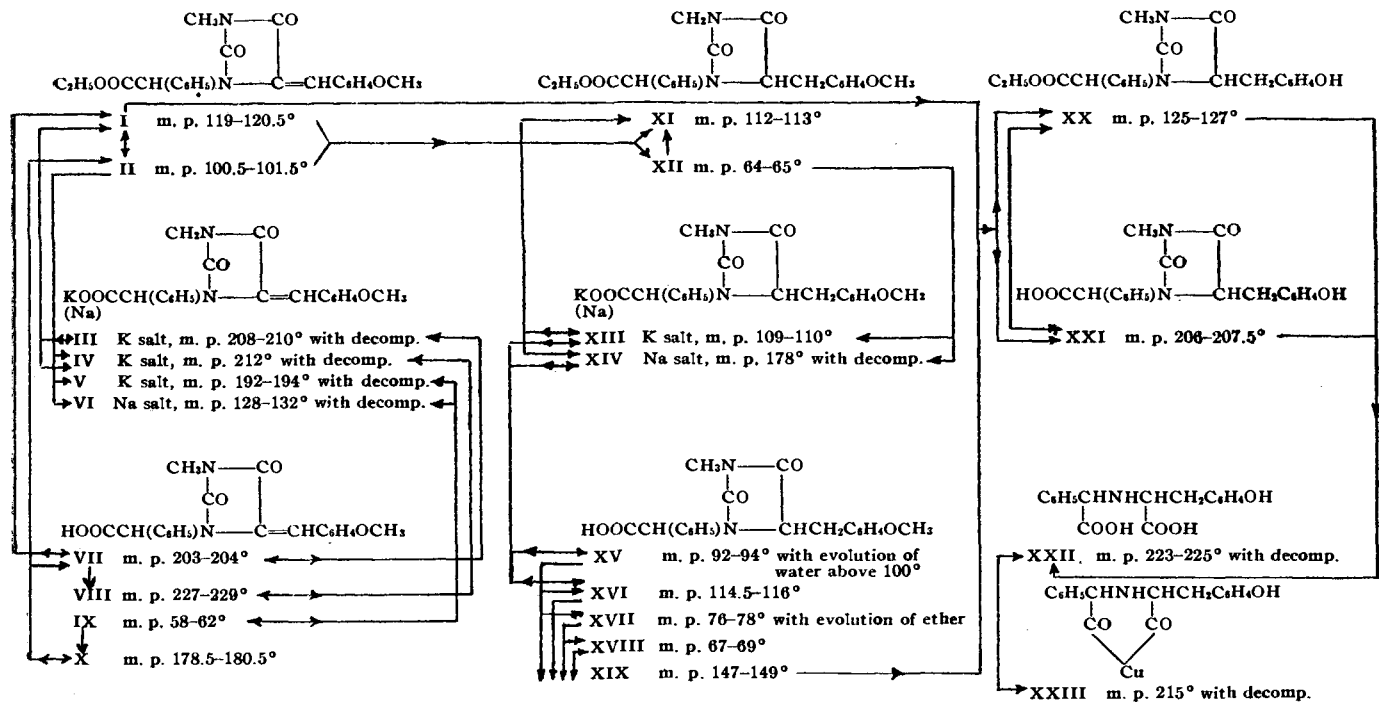 CH₃N—CO
CO
C₂H₅OOCCH(C₆H₅)N—C=CHC₆H₄OCH₃
I m. p. 119–120.5°
II m. p. 100.5–101.5°
CH₃N—CO
CO
KOOCCH(C₆H₅)N—C=CHC₆H₄OCH₃
(Na)
III K salt, m. p. 208–210° with decomp.
IV K salt, m. p. 212° with decomp.
V K salt, m. p. 192–194° with decomp.
VI Na salt, m. p. 128–132° with decomp.
CH₃N—CO
CO
HOOCCH(C₆H₅)N—C=CHC₆H₄OCH₃
VII m. p. 203–204°
VIII m. p. 227–229°
IX m. p. 58–62°
X m. p. 178.5–180.5°
CH₃N—CO
CO
C₂H₅OOCCH(C₆H₅)N—CHCH₂C₆H₄OCH₃
XI m. p. 112–113°
XII m. p. 64–65°
CH₃N—CO
CO
KOOCCH(C₆H₅)N—CHCH₂C₆H₄OCH₃
(Na)
XIII K salt, m. p. 109–110°
XIV Na salt, m. p. 178° with decomp.
CH₃N—CO
CO
HOOCCH(C₆H₅)N—CHCH₂C₆H₄OCH₃
XV m. p. 92–94° with evolution of
water above 100°
XVI m. p. 114.5–116°
XVII m. p. 76–78° with evolution of ether
XVIII m. p. 67–69°
XIX m. p. 147–149°
CH₃N—CO
CO
C₂H₅OOCCH(C₆H₅)N—CHCH₂C₆H₄OH
XX m. p. 125–127°
CH₃N—CO
CO
HOOCCH(C₆H₅)N—CHCH₂C₆H₄OH
XXI m. p. 206–207.5°
C₆H₅CHNHCHCH₂C₆H₄OH
COOH COOH
XXII. m. p. 223–225° with decomp.
C₆H₅CHNHCHCH₂C₆H₄OH
CO CO
Cu
XXIII m. p. 215° with decomp.